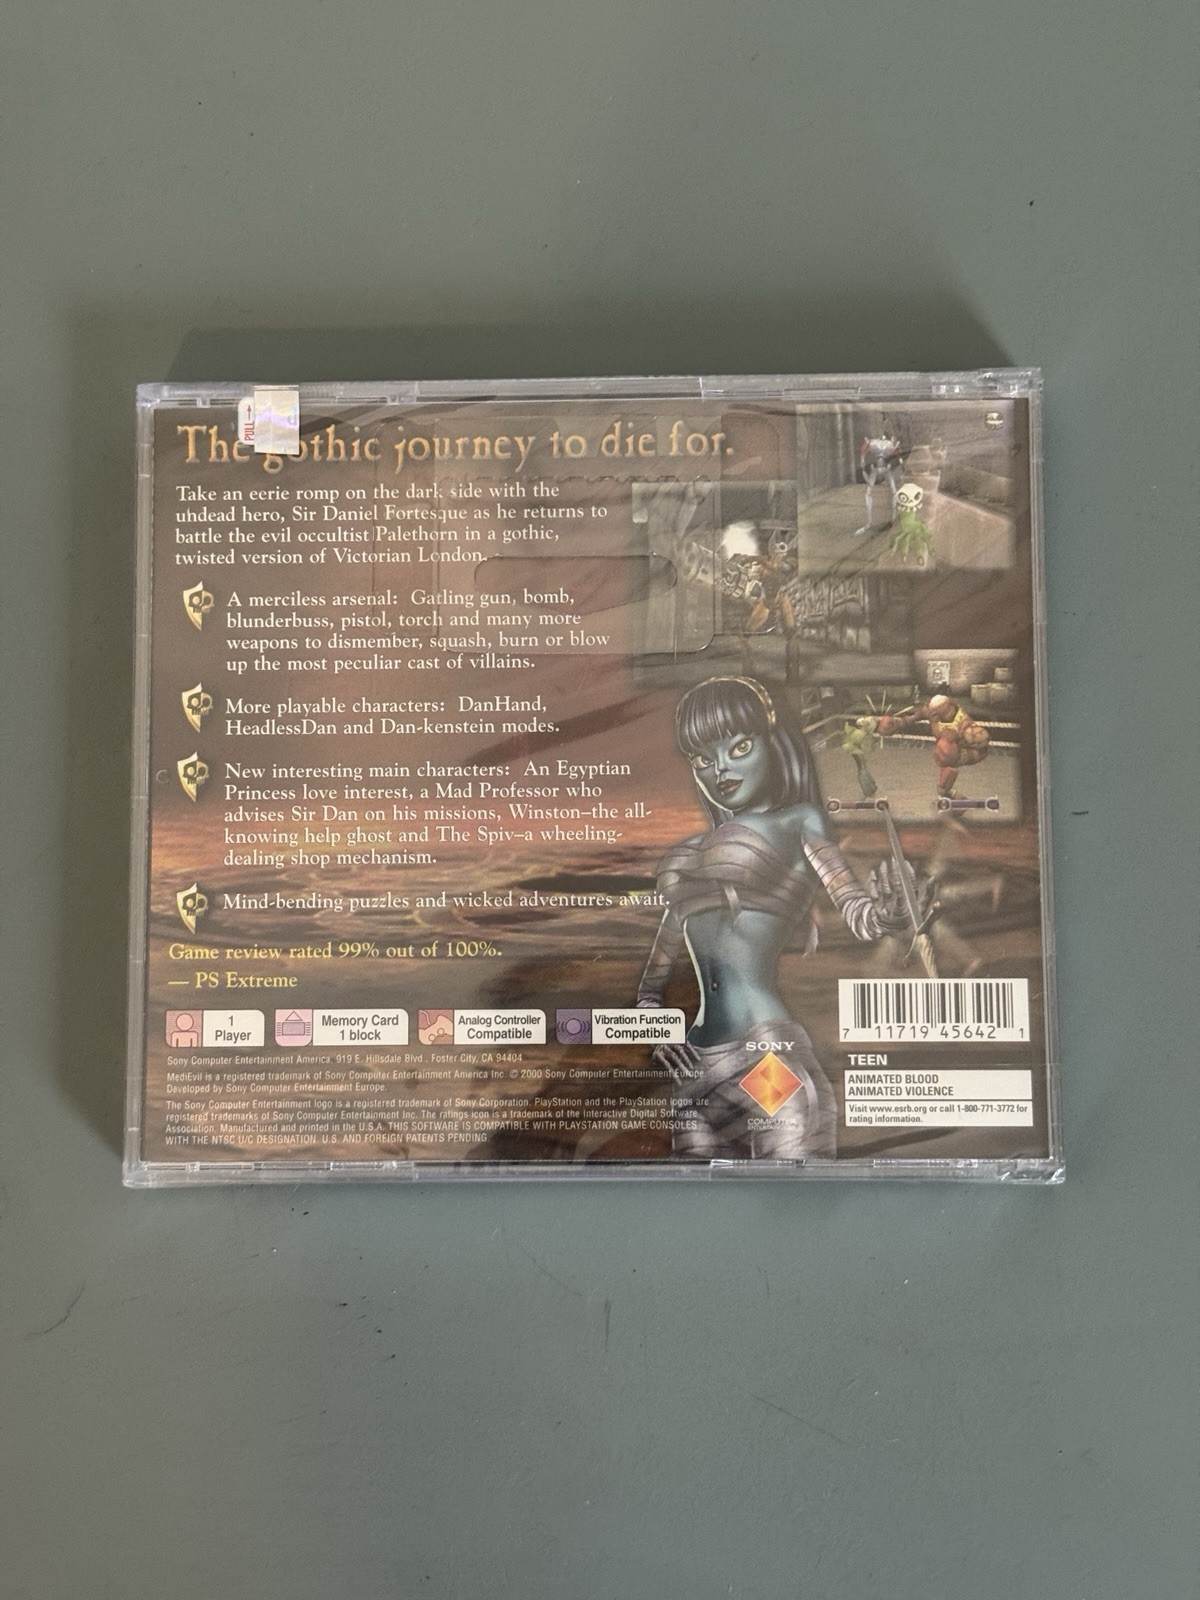 PULL→
The gothic journey to die for.
Take an eerie romp on the dark side with the
undead hero, Sir Daniel Fortesque as he returns to
battle the evil occultist Palethorn in a gothic,
twisted version of Victorian London.
A merciless arsenal: Gatling gun, bomb,
blunderbuss, pistol, torch and many more
weapons to dismember, squash, burn or blow
up the most peculiar cast of villains.
More playable characters: DanHand,
HeadlessDan and Dan-kenstein modes.
New interesting main characters: An Egyptian
Princess love interest, a Mad Professor who
advises Sir Dan on his missions, Winston–the all-
knowing help ghost and The Spiv–a wheeling-
dealing shop mechanism.
Mind-bending puzzles and wicked adventures await.
Game review rated 99% out of 100%.
— PS Extreme
1
Player
Memory Card
1 block
Analog Controller
Compatible
Vibration Function
Compatible
Sony Computer Entertainment America, 919 E. Hillsdale Blvd., Foster City, CA 94404
MediEvil is a registered trademark of Sony Computer Entertainment America Inc. © 2000 Sony Computer Entertainment Europe.
Developed by Sony Computer Entertainment Europe.
The Sony Computer Entertainment logo is a registered trademark of Sony Corporation. PlayStation and the PlayStation logos are
registered trademarks of Sony Computer Entertainment Inc. The ratings icon is a trademark of the Interactive Digital Software
Association. Manufactured and printed in the U.S.A. THIS SOFTWARE IS COMPATIBLE WITH PLAYSTATION GAME CONSOLES
WITH THE NTSC U/C DESIGNATION. U.S. AND FOREIGN PATENTS PENDING
SONY
COMPUTER
ENTERTAINMENT
7 11719 45642 1
TEEN
ANIMATED BLOOD
ANIMATED VIOLENCE
Visit www.esrb.org or call 1-800-771-3772 for
rating information.